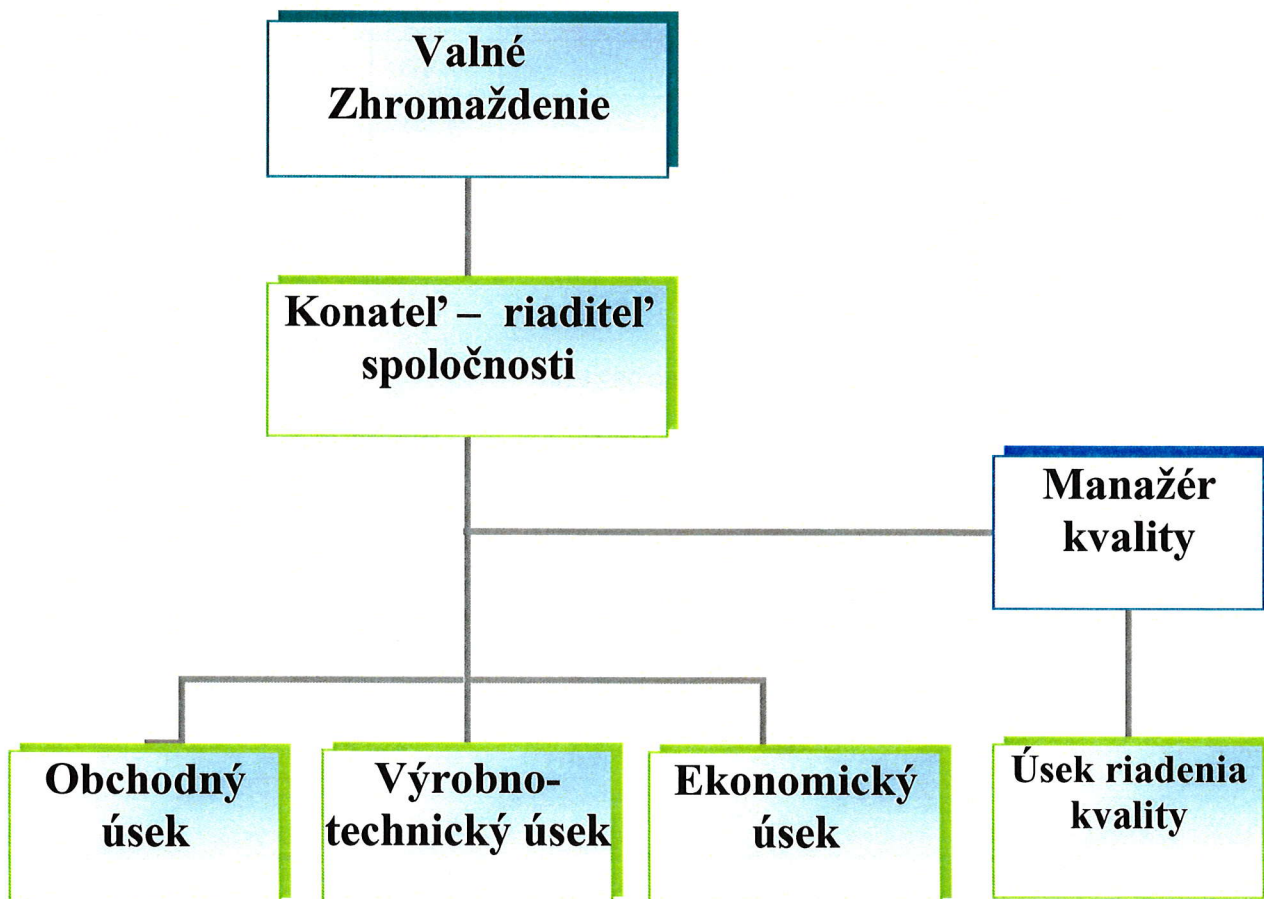 Valné
Zhromaždenie
Konateľ – riaditeľ
spoločnosti
Manažér
kvality
Obchodný
úsek
Výrobno-
technický úsek
Ekonomický
úsek
Úsek riadenia
kvality